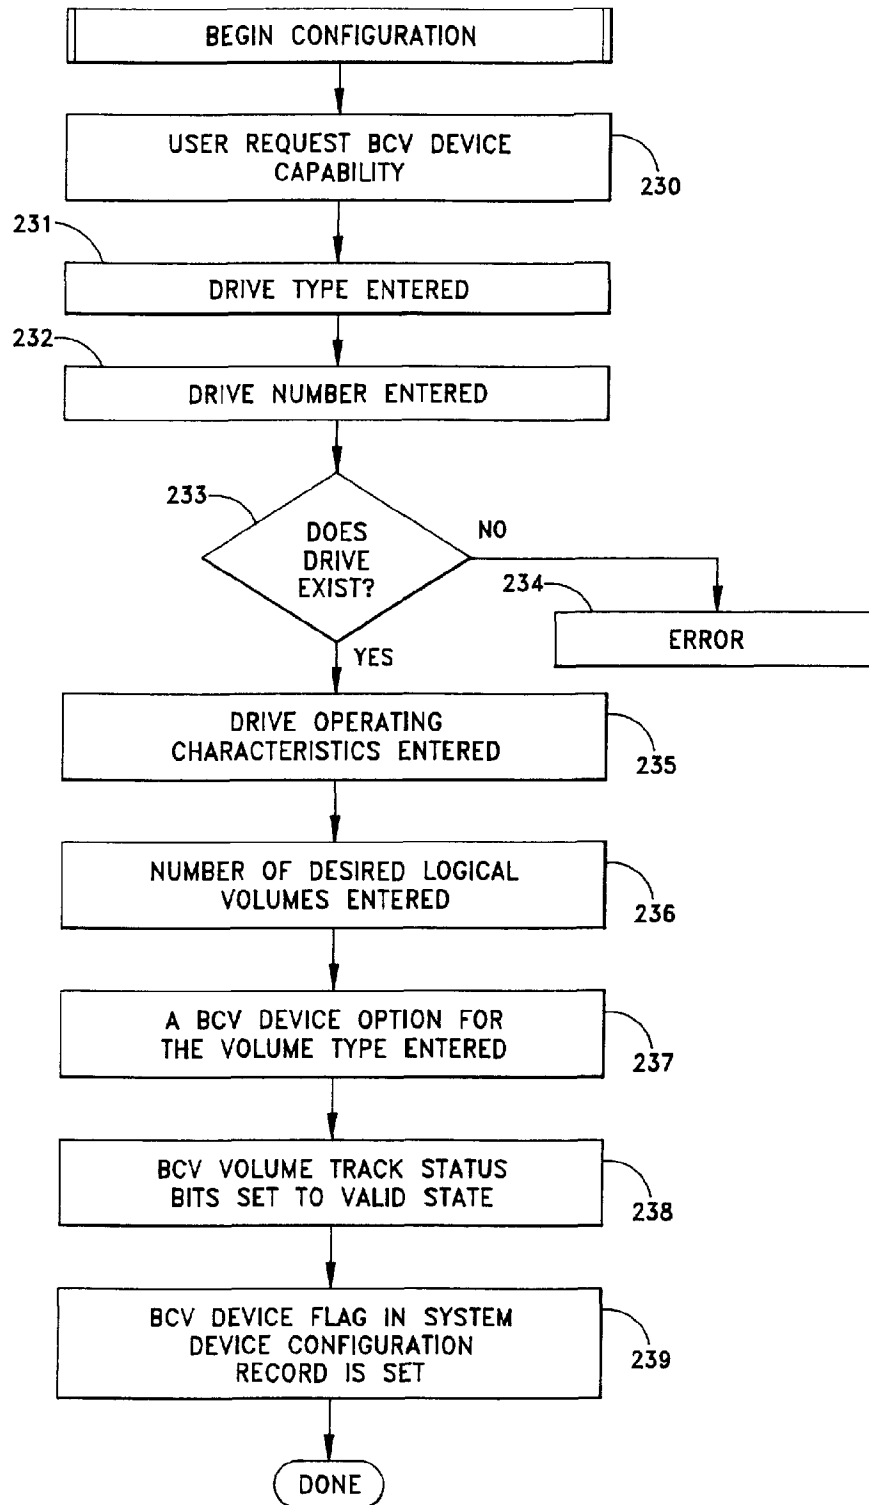 BEGIN CONFIGURATION
USER REQUEST BCV DEVICE
CAPABILITY
230
231
DRIVE TYPE ENTERED
232
DRIVE NUMBER ENTERED
233
DOES
DRIVE
EXIST?
NO
234
ERROR
YES
DRIVE OPERATING
CHARACTERISTICS ENTERED
235
NUMBER OF DESIRED LOGICAL
VOLUMES ENTERED
236
A BCV DEVICE OPTION FOR
THE VOLUME TYPE ENTERED
237
BCV VOLUME TRACK STATUS
BITS SET TO VALID STATE
238
BCV DEVICE FLAG IN SYSTEM
DEVICE CONFIGURATION
RECORD IS SET
239
DONE